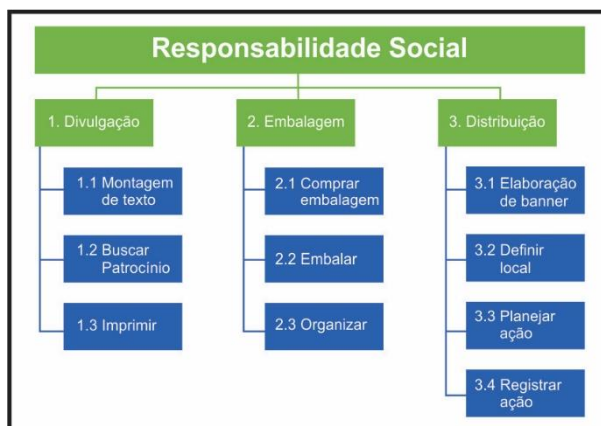 Responsabilidade Social
1. Divulgação
2. Embalagem
3. Distribuição
1.1 Montagem
de texto
1.2 Buscar
Patrocínio
1.3 Imprimir
2.1 Comprar
embalagem
2.2 Embalar
2.3 Organizar
3.1 Elaboração
de banner
3.2 Definir
local
3.3 Planejar
ação
3.4 Registrar
ação